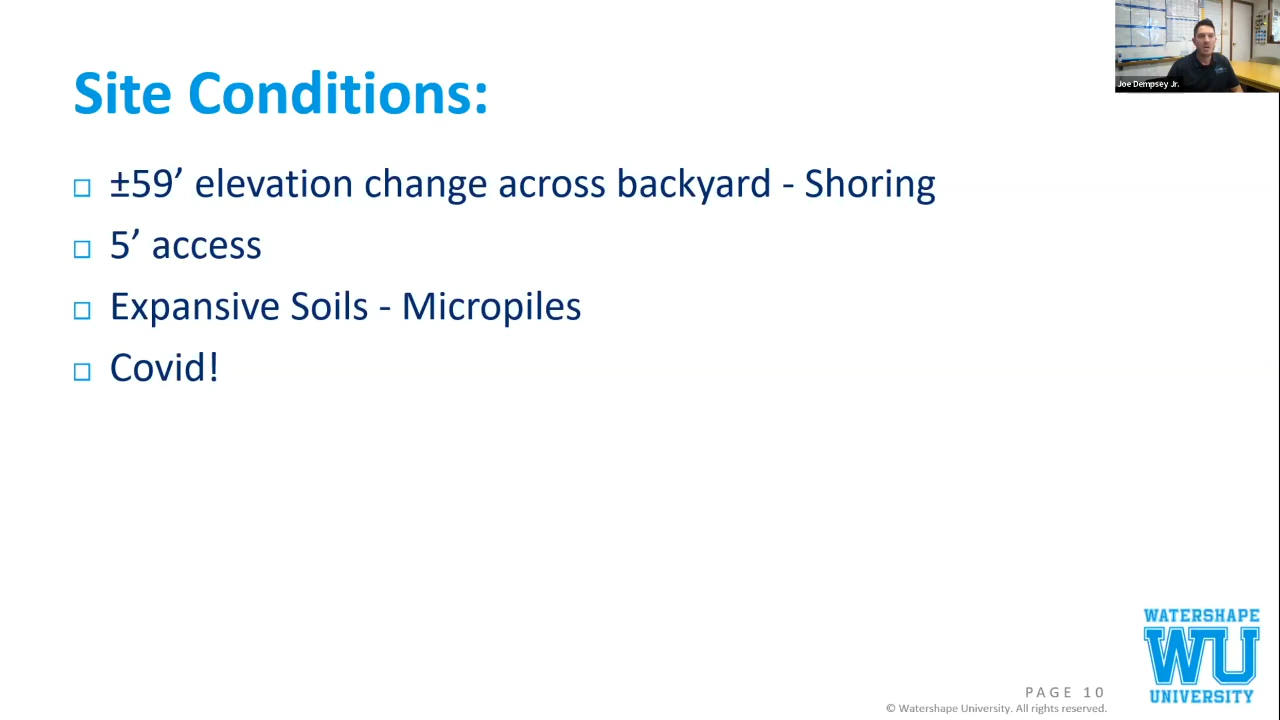 Site Conditions:
±59’ elevation change across backyard - Shoring
5’ access
Expansive Soils - Micropiles
Covid!
Joe Dempsey Jr.
WATERSHAPE
WU
UNIVERSITY
PAGE 10
© Watershape University. All rights reserved.